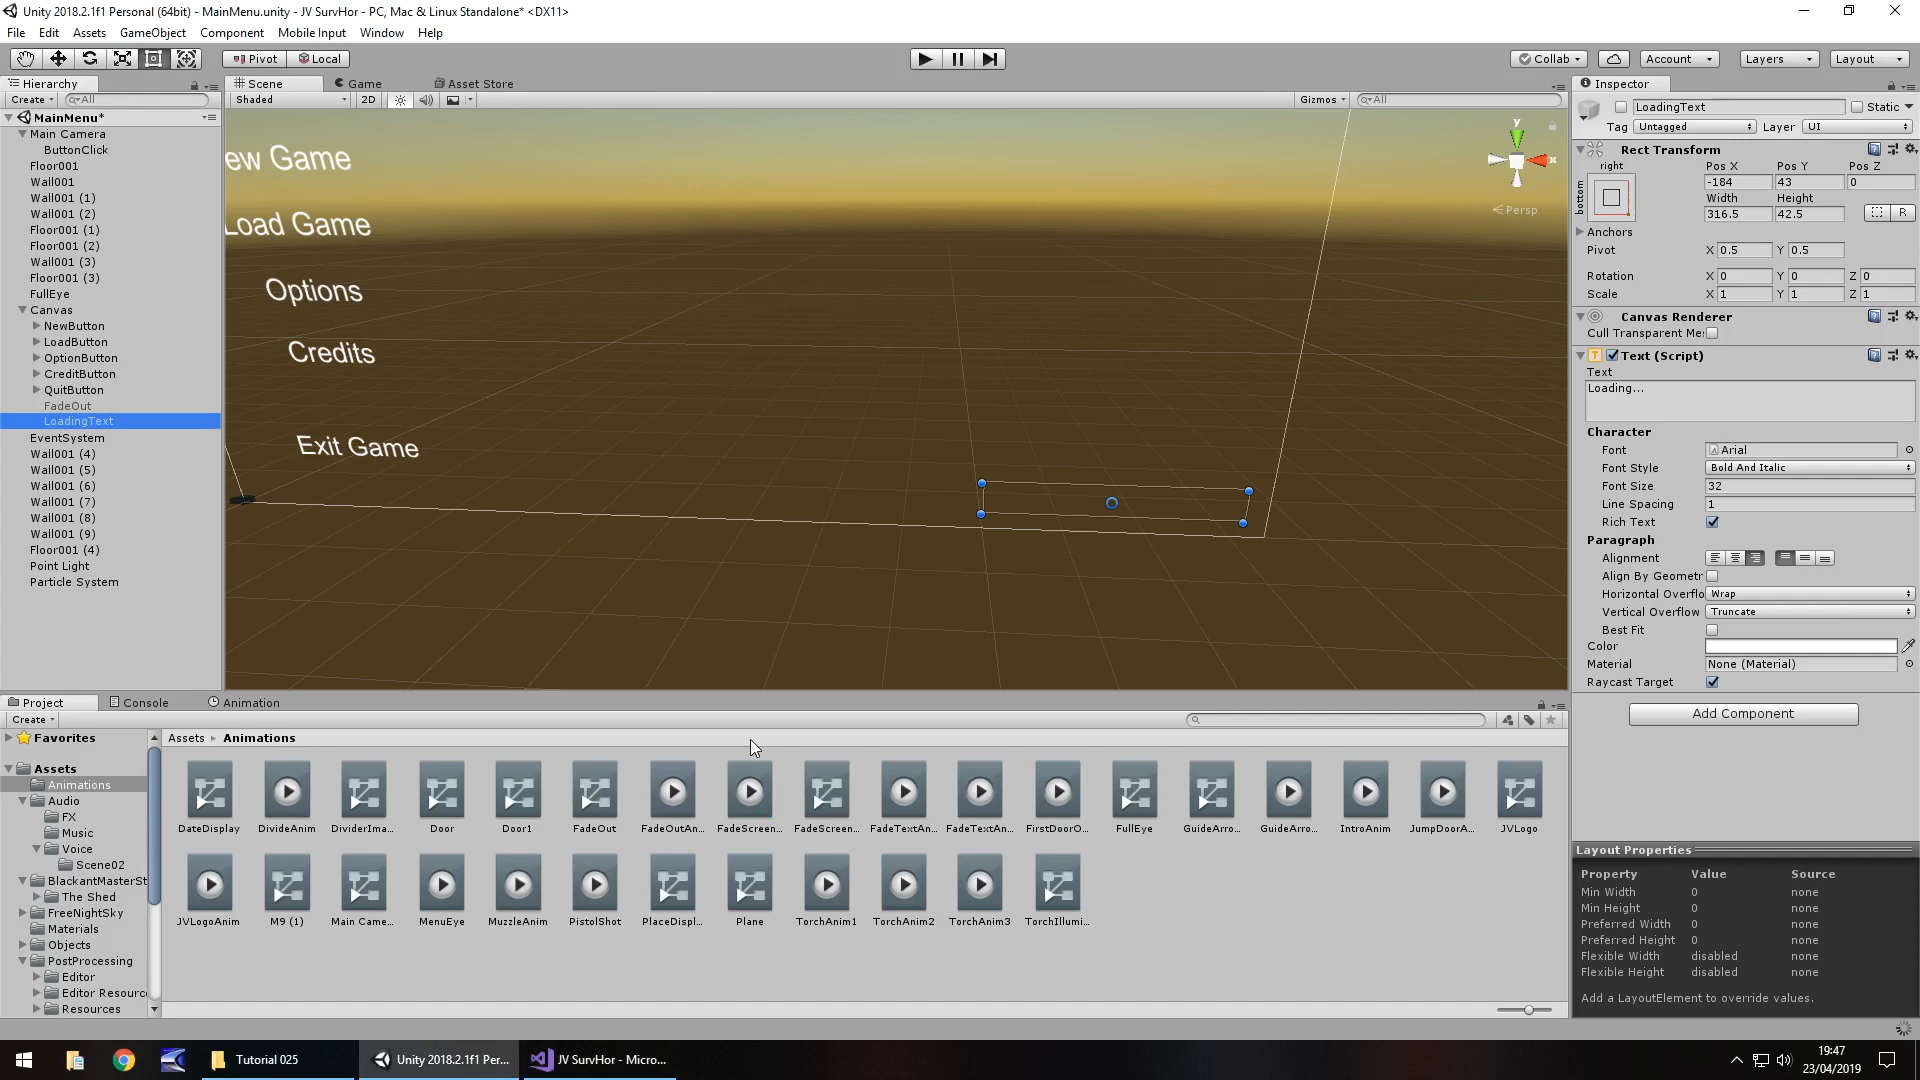 Unity 2018.2.1f1 Personal (64bit) - MainMenu.unity - JV SurvHor - PC, Mac & Linux Standalone* <DX11>
File Edit Assets GameObject Component Mobile Input Window Help
Pivot Local Collab Account Layers Layout
Hierarchy Scene Game Asset Store Inspector
Create All Shaded 2D Gizmos All
LoadingText Static
Tag Untagged Layer UI
MainMenu*
Main Camera
ButtonClick
Floor001
Wall001
Wall001 (1)
Wall001 (2)
Floor001 (1)
Floor001 (2)
Wall001 (3)
Floor001 (3)
FullEye
Canvas
NewButton
LoadButton
OptionButton
CreditButton
QuitButton
FadeOut
LoadingText
EventSystem
Wall001 (4)
Wall001 (5)
Wall001 (6)
Wall001 (7)
Wall001 (8)
Wall001 (9)
Floor001 (4)
Point Light
Particle System
ew Game
Load Game
Options
Credits
Exit Game
y
x
Persp
Rect Transform
right Pos X Pos Y Pos Z
bottom
-184 43 0
Width Height
316.5 42.5 R
Anchors
Pivot X 0.5 Y 0.5
Rotation X 0 Y 0 Z 0
Scale X 1 Y 1 Z 1
Canvas Renderer
Cull Transparent Me:
Text (Script)
Text
Loading...
Character
Font Arial
Font Style Bold And Italic
Font Size 32
Line Spacing 1
Rich Text
Paragraph
Alignment
Align By Geometr
Horizontal Overflo Wrap
Vertical Overflow Truncate
Best Fit
Color
Material None (Material)
Raycast Target
Add Component
Layout Properties
Property Value Source
Min Width 0 none
Min Height 0 none
Preferred Width 0 none
Preferred Height 0 none
Flexible Width disabled none
Flexible Height disabled none
Add a LayoutElement to override values.
Project Console Animation
Create
Favorites
Assets
Animations
Audio
FX
Music
Voice
Scene02
BlackantMasterSt
The Shed
FreeNightSky
Materials
Objects
PostProcessing
Editor
Editor Resourc
Resources
Assets Animations
DateDisplay DivideAnim DividerIma... Door Door1 FadeOut FadeOutAn... FadeScreen... FadeScreen... FadeTextAn... FadeTextAn... FirstDoorO... FullEye GuideArro... GuideArro... IntroAnim JumpDoorA... JVLogo
JVLogoAnim M9 (1) Main Came... MenuEye MuzzleAnim PistolShot PlaceDispl... Plane TorchAnim1 TorchAnim2 TorchAnim3 TorchIllumi...
Tutorial 025 Unity 2018.2.1f1 Per... JV SurvHor - Micro...
19:47
23/04/2019